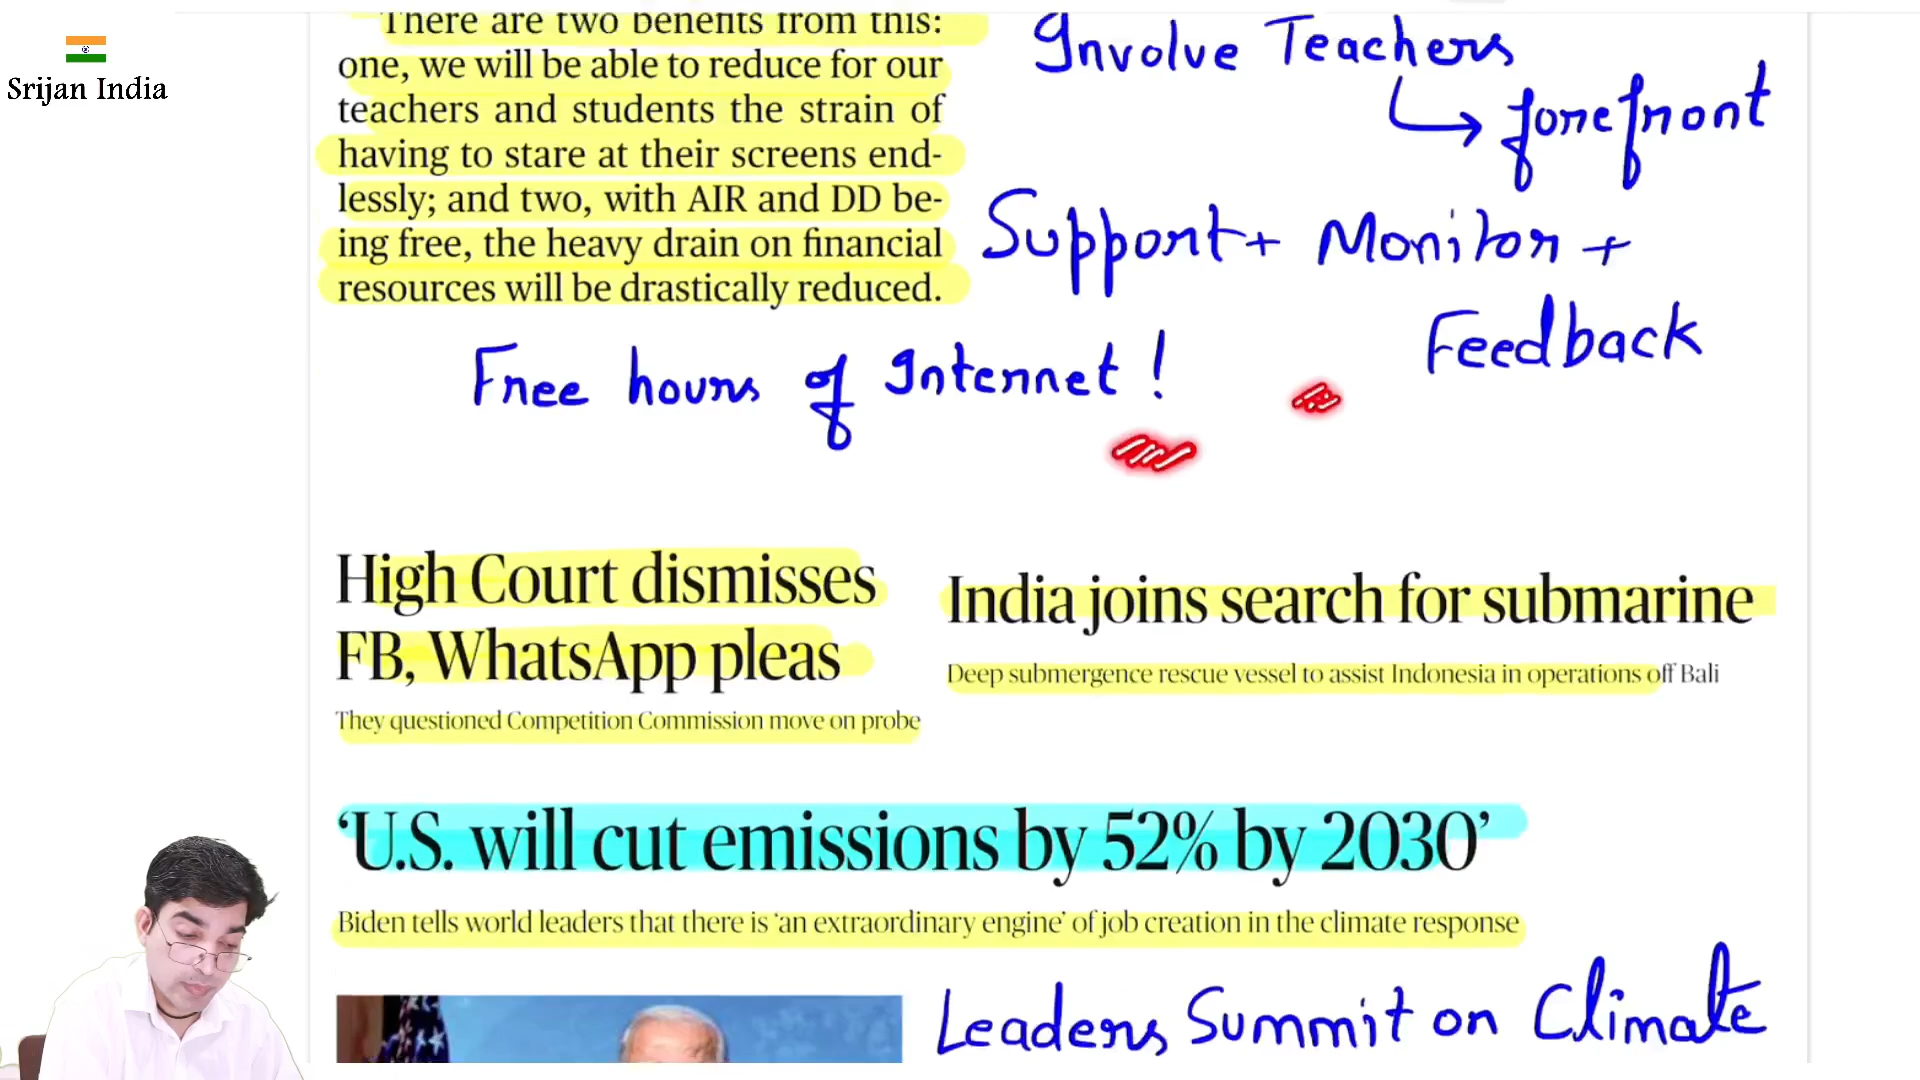 Srijan India
There are two benefits from this:
one, we will be able to reduce for our
teachers and students the strain of
having to stare at their screens end-
lessly; and two, with AIR and DD be-
ing free, the heavy drain on financial
resources will be drastically reduced.
Involve Teachers
forefront
Support + Monitor +
Feedback
Free hours of Internet !
High Court dismisses
FB, WhatsApp pleas
They questioned Competition Commission move on probe
India joins search for submarine
Deep submergence rescue vessel to assist Indonesia in operations off Bali
‘U.S. will cut emissions by 52% by 2030’
Biden tells world leaders that there is ‘an extraordinary engine’ of job creation in the climate response
Leaders Summit on Climate